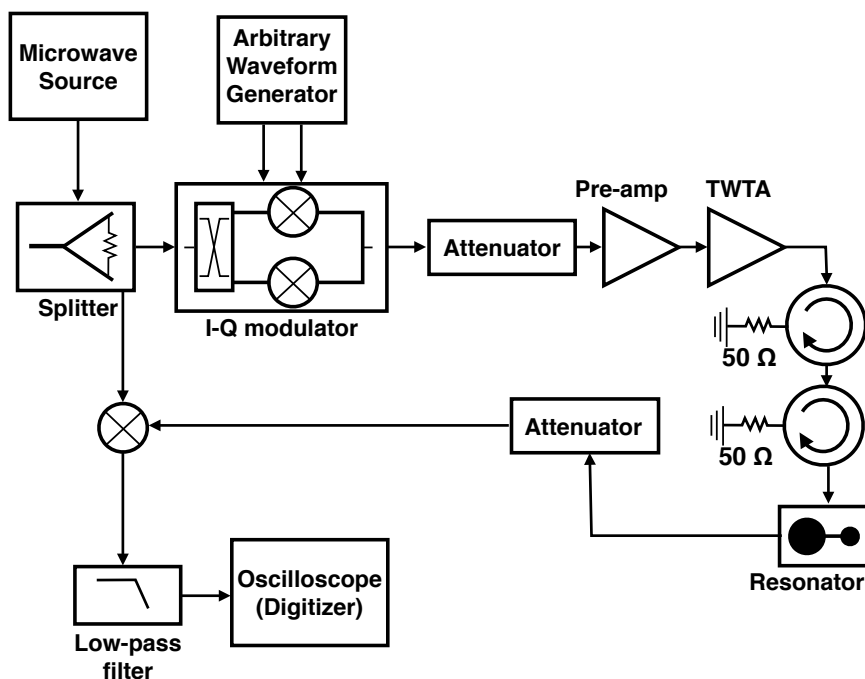 Microwave
Source
Arbitrary
Waveform
Generator
Pre-amp
TWTA
Attenuator
Splitter
I-Q modulator
50 Ω
Attenuator
50 Ω
Oscilloscope
(Digitizer)
Resonator
Low-pass
filter